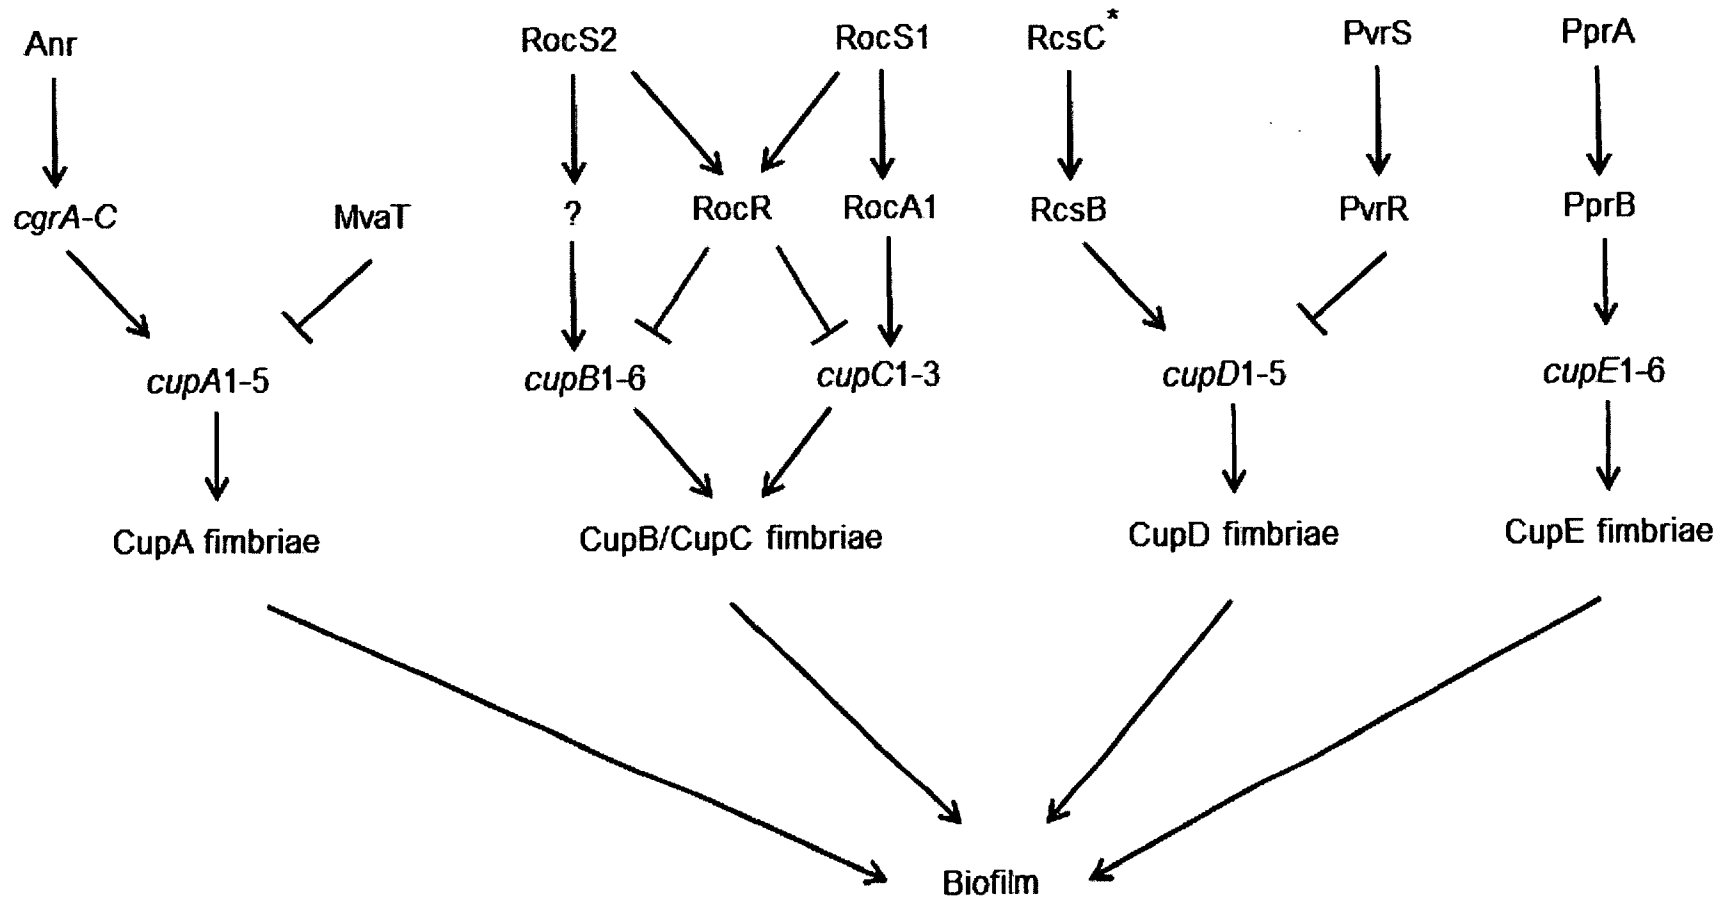 Anr RocS2 RocS1 RcsC* PvrS PprA
cgrA-C MvaT ? RocR RocA1 RcsB PvrR PprB
cupA1-5 cupB1-6 cupC1-3 cupD1-5 cupE1-6
CupA fimbriae CupB/CupC fimbriae CupD fimbriae CupE fimbriae
Biofilm